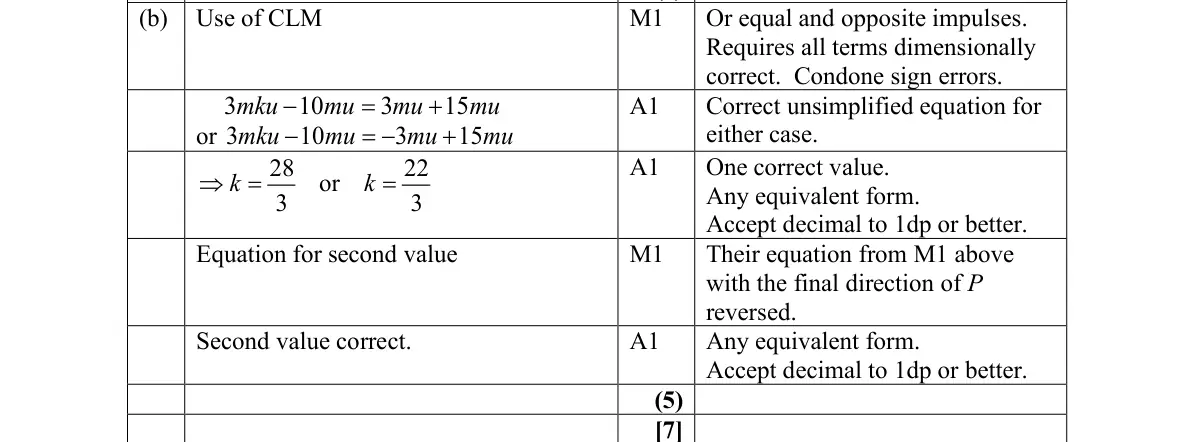 (b) Use of CLM M1 Or equal and opposite impulses.
Requires all terms dimensionally
correct. Condone sign errors.
3mku − 10mu = 3mu + 15mu A1 Correct unsimplified equation for
or 3mku − 10mu = −3mu + 15mu either case.
⇒ k = 28/3 or k = 22/3 A1 One correct value.
Any equivalent form.
Accept decimal to 1dp or better.
Equation for second value M1 Their equation from M1 above
with the final direction of P
reversed.
Second value correct. A1 Any equivalent form.
Accept decimal to 1dp or better.
(5)
[7]